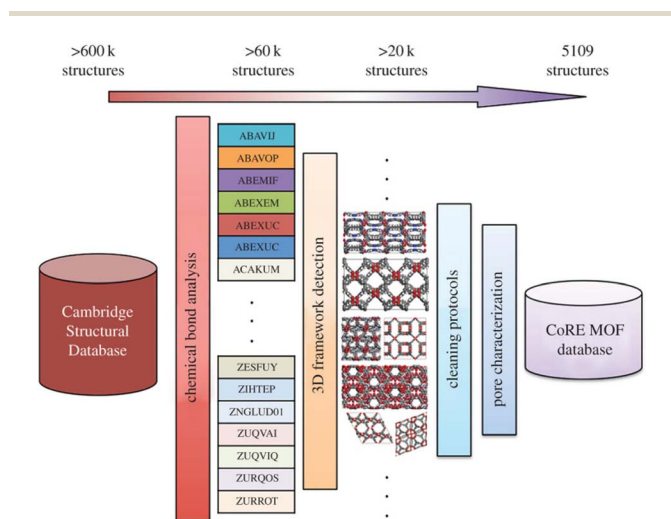 >600 k
structures
>60 k
structures
>20 k
structures
5109
structures
Cambridge
Structural
Database
chemical bond analysis
ABAVIJ
ABAVOP
ABEMIF
ABEXEM
ABEXUC
ABEXUC
ACAKUM
ZESFUY
ZIHTEP
ZNGLUD01
ZUQVAI
ZUQVIQ
ZURQOS
ZURROT
3D framework detection
cleaning protocols
pore characterization
CoRE MOF
database